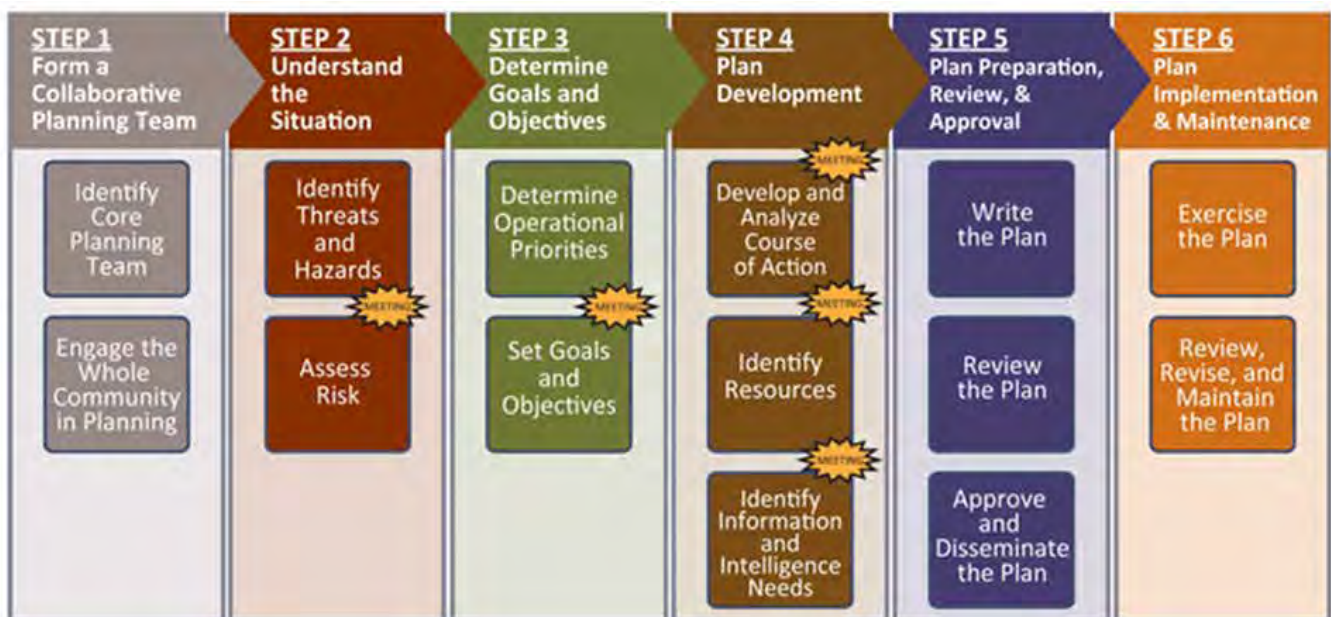 STEP 1
Form a
Collaborative
Planning Team
Identify
Core
Planning
Team
Engage the
Whole
Community
in Planning
STEP 2
Understand
the
Situation
Identify
Threats
and
Hazards
MEETING
Assess
Risk
STEP 3
Determine
Goals and
Objectives
Determine
Operational
Priorities
MEETING
Set Goals
and
Objectives
STEP 4
Plan
Development
MEETING
Develop and
Analyze
Course
of Action
MEETING
Identify
Resources
MEETING
Identify
Information
and
Intelligence
Needs
STEP 5
Plan Preparation,
Review, &
Approval
Write
the Plan
Review
the Plan
Approve
and
Disseminate
the Plan
STEP 6
Plan
Implementation
& Maintenance
Exercise
the Plan
Review,
Revise, and
Maintain
the Plan